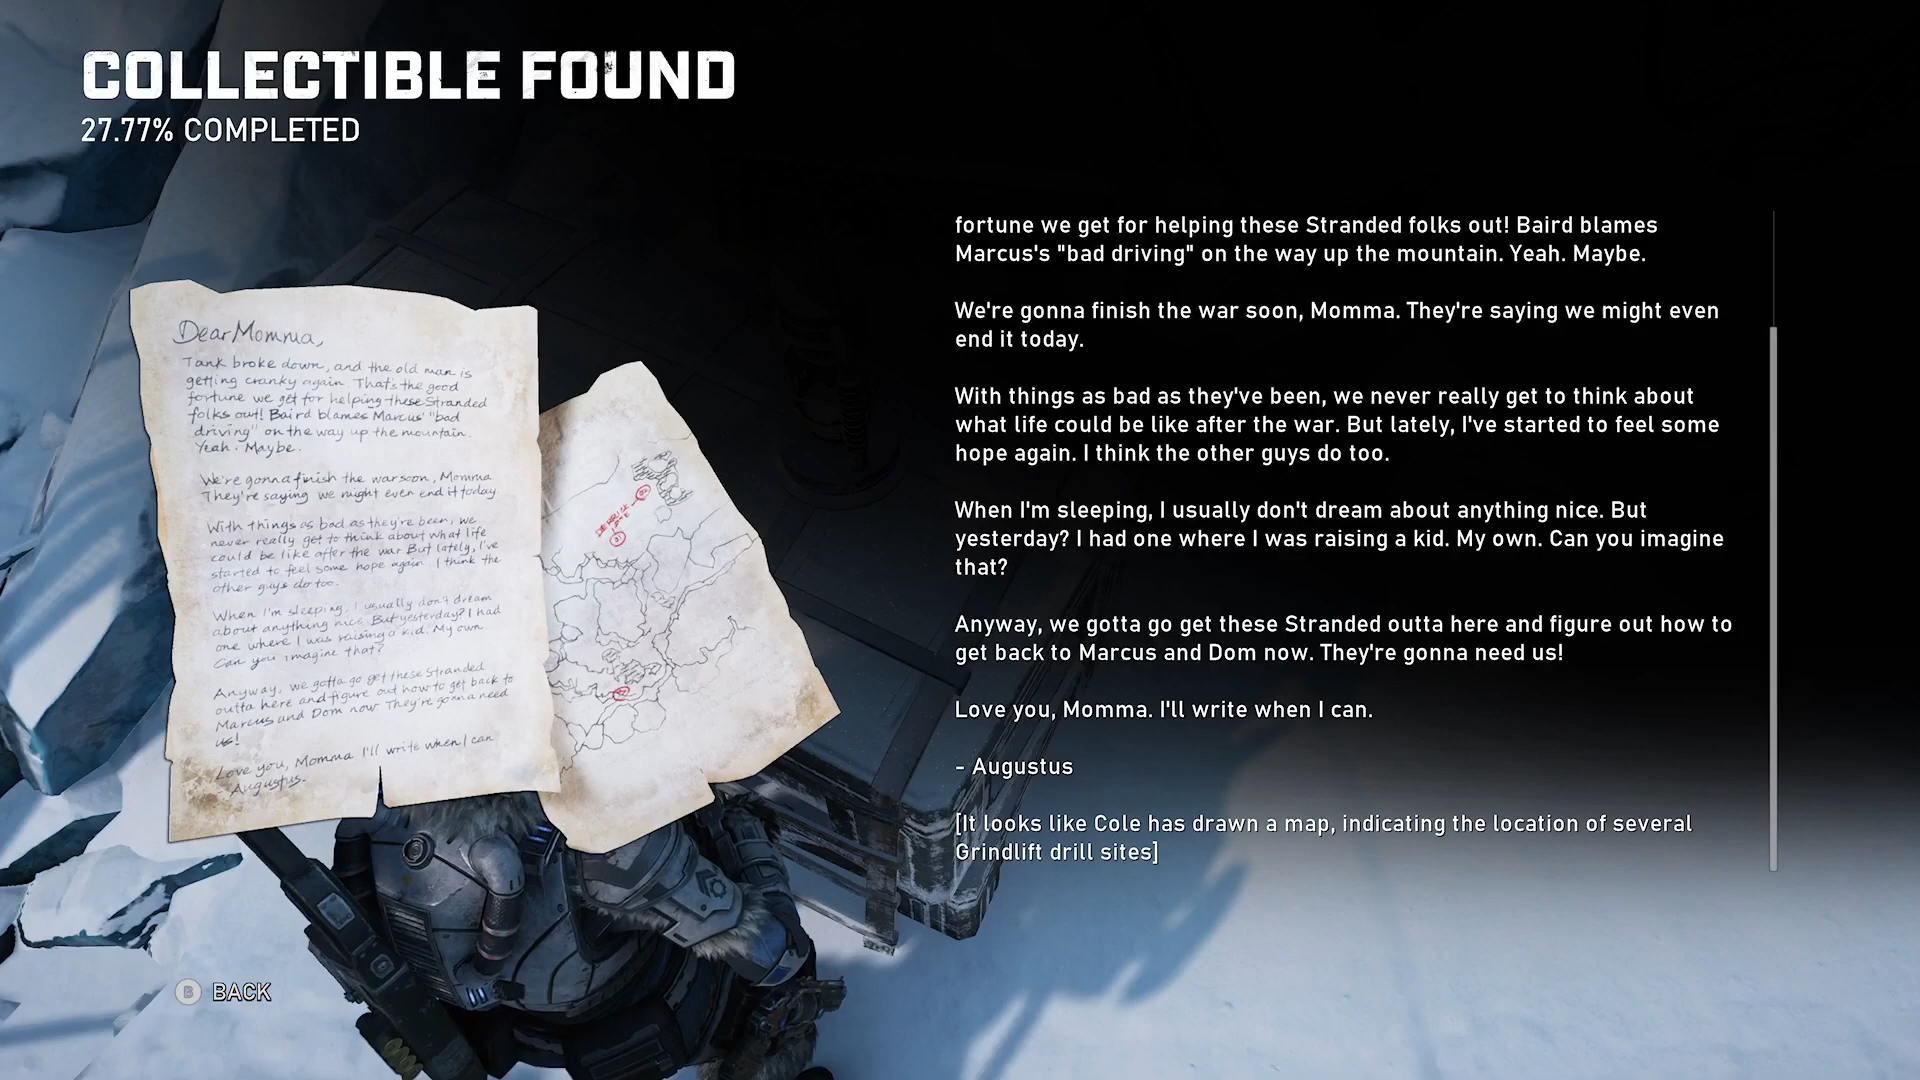 COLLECTIBLE FOUND
27.77% COMPLETED
Dear Momma,
Tank broke down, and the old man is
getting cranky again. That's the good
fortune we get for helping these Stranded
folks out! Baird blames Marcus' "bad
driving" on the way up the mountain.
Yeah. Maybe.
We're gonna finish the war soon, Momma
They're saying we might even end it today
With things as bad as they're been, we
never really get to think about what life
could be like after the war But lately, I've
started to feel some hope again. I think the
other guys do too.
When I'm sleeping, I usually don't dream
about anything nice. But yesterday? I had
one where I was raising a kid. My own
Can you imagine that?
Anyway, we gotta go get these Stranded
outta here and figure out how to get back to
Marcus and Dom now They're gonna need
us!
Love you, Momma I'll write when I can
Augustus.
fortune we get for helping these Stranded folks out! Baird blames
Marcus's "bad driving" on the way up the mountain. Yeah. Maybe.
We're gonna finish the war soon, Momma. They're saying we might even
end it today.
With things as bad as they've been, we never really get to think about
what life could be like after the war. But lately, I've started to feel some
hope again. I think the other guys do too.
When I'm sleeping, I usually don't dream about anything nice. But
yesterday? I had one where I was raising a kid. My own. Can you imagine
that?
Anyway, we gotta go get these Stranded outta here and figure out how to
get back to Marcus and Dom now. They're gonna need us!
Love you, Momma. I'll write when I can.
- Augustus
[It looks like Cole has drawn a map, indicating the location of several
Grindlift drill sites]
B BACK